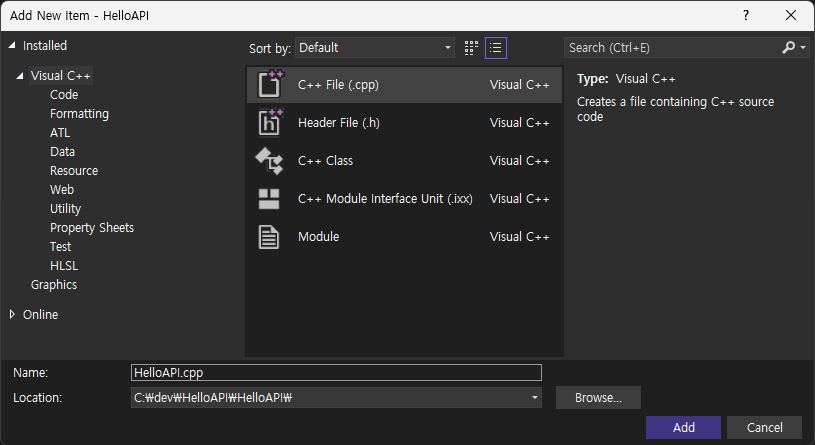 Add New Item - HelloAPI
?
Installed
Sort by: Default
Search (Ctrl+E)
Visual C++
Code
Formatting
ATL
Data
Resource
Web
Utility
Property Sheets
Test
HLSL
Graphics
Online
C++ File (.cpp) Visual C++
Header File (.h) Visual C++
C++ Class Visual C++
C++ Module Interface Unit (.ixx) Visual C++
Module Visual C++
Type: Visual C++
Creates a file containing C++ source
code
Name: HelloAPI.cpp
Location: C:₩dev₩HelloAPI₩HelloAPI₩
Browse...
Add Cancel